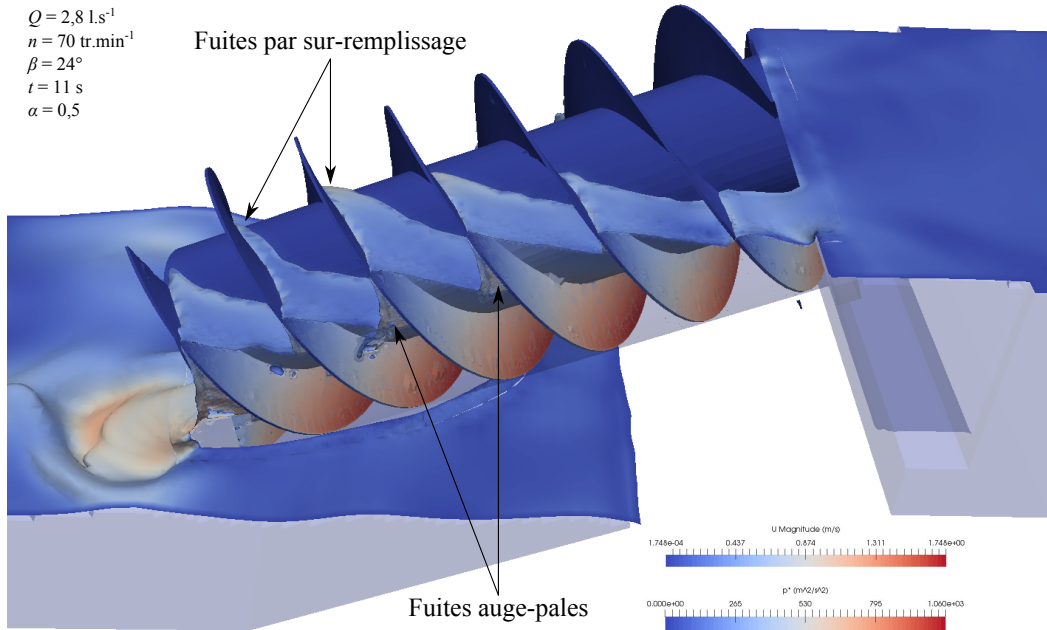 Q = 2,8 l.s⁻¹
n = 70 tr.min⁻¹
β = 24°
t = 11 s
α = 0,5
Fuites par sur-remplissage
Fuites auge-pales
U Magnitude (m/s)
1.748e-04 0.437 0.874 1.311 1.748e+00
p* (m^2/s^2)
0.000e+00 265 530 795 1.060e+03